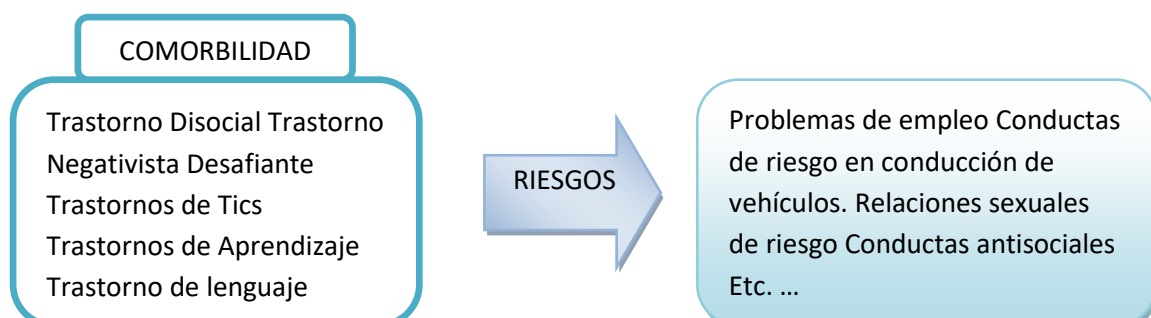 COMORBILIDAD
Trastorno Disocial Trastorno
Negativista Desafiante
Trastornos de Tics
Trastornos de Aprendizaje
Trastorno de lenguaje
RIESGOS
Problemas de empleo Conductas
de riesgo en conducción de
vehículos. Relaciones sexuales
de riesgo Conductas antisociales
Etc. …